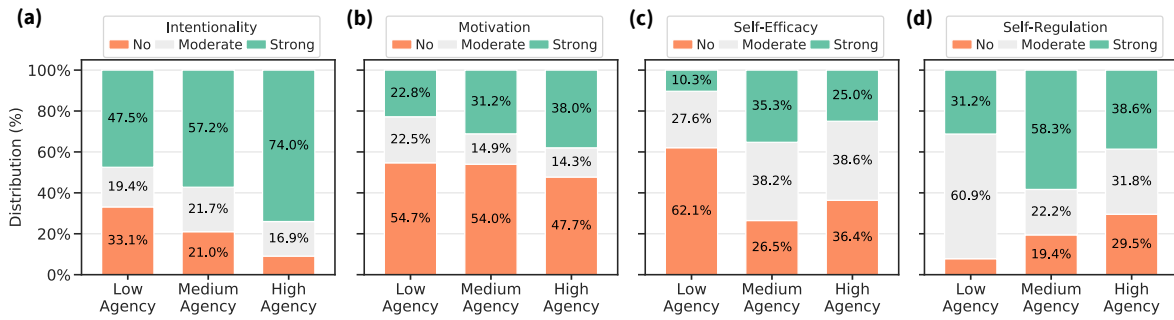 (a)
Intentionality
No Moderate Strong
Distribution (%)
100%
80%
60%
40%
20%
0%
47.5%
19.4%
33.1%
57.2%
21.7%
21.0%
74.0%
16.9%
Low Agency
Medium Agency
High Agency
(b)
Motivation
No Moderate Strong
22.8%
22.5%
54.7%
31.2%
14.9%
54.0%
38.0%
14.3%
47.7%
Low Agency
Medium Agency
High Agency
(c)
Self-Efficacy
No Moderate Strong
10.3%
27.6%
62.1%
35.3%
38.2%
26.5%
25.0%
38.6%
36.4%
Low Agency
Medium Agency
High Agency
(d)
Self-Regulation
No Moderate Strong
31.2%
60.9%
58.3%
22.2%
19.4%
38.6%
31.8%
29.5%
Low Agency
Medium Agency
High Agency